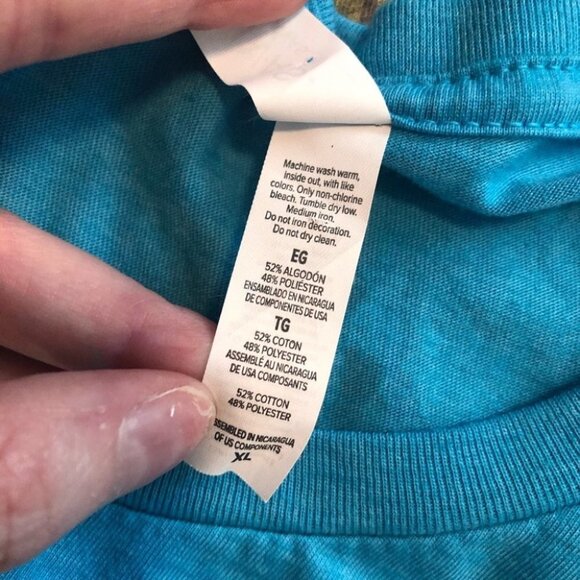 Machine wash warm,
inside out, with like
colors. Only non-chlorine
bleach. Tumble dry low.
Medium iron.
Do not iron decoration.
Do not dry clean.
EG
52% ALGODÓN
48% POLIÉSTER
ENSAMBLADO EN NICARAGUA
DE COMPONENTES DE USA
TG
52% COTON
48% POLYESTER
ASSEMBLÉ AU NICARAGUA
DE USA COMPOSANTS
52% COTTON
48% POLYESTER
ASSEMBLED IN NICARAGUA
OF US COMPONENTS
XL